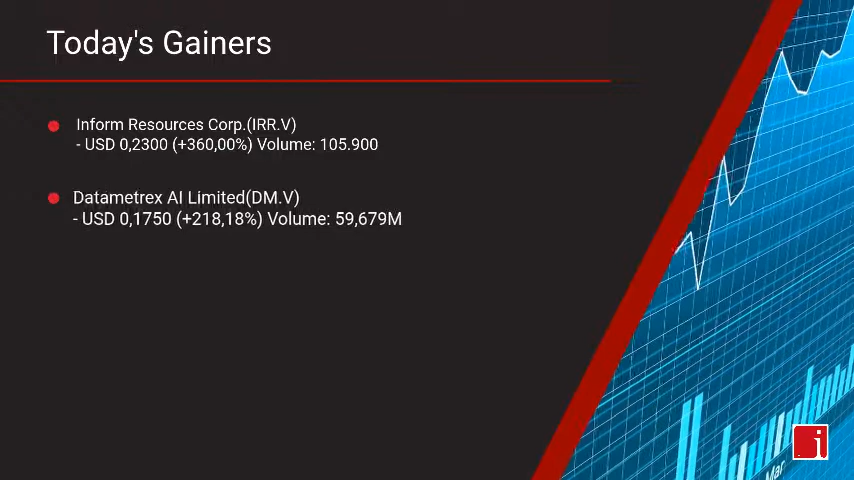 Today's Gainers
Inform Resources Corp.(IRR.V)
- USD 0,2300 (+360,00%) Volume: 105.900
Datametrex AI Limited(DM.V)
- USD 0,1750 (+218,18%) Volume: 59,679M
Mar
i